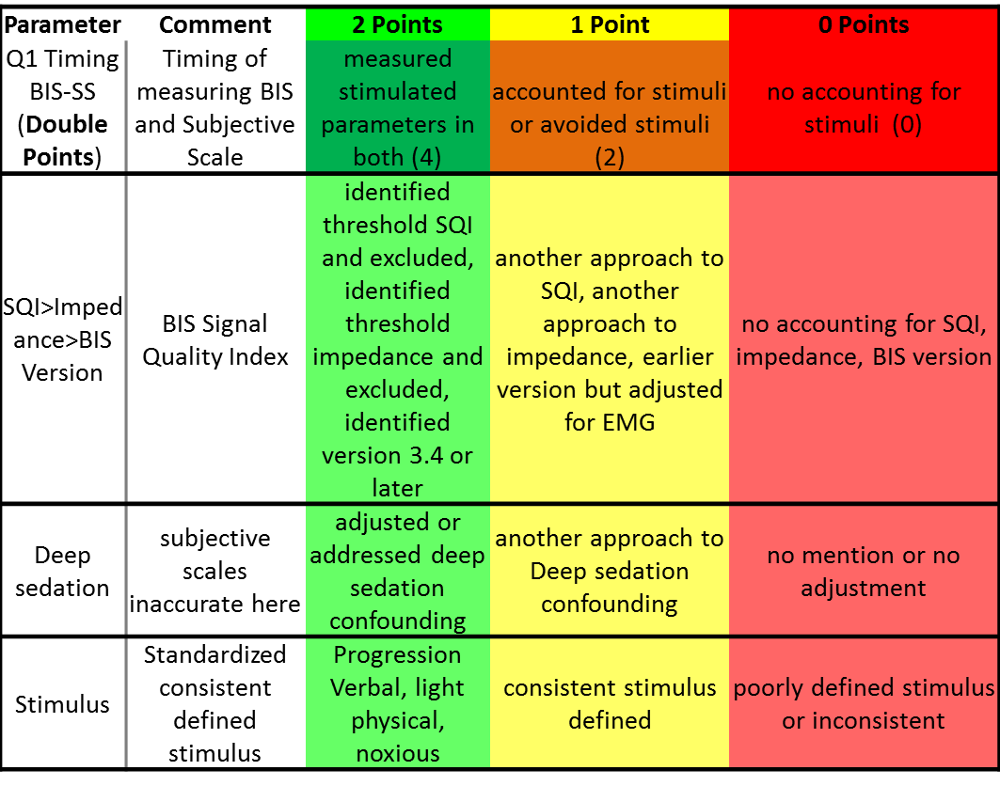 Parameter Comment 2 Points 1 Point 0 Points
Q1 Timing
BIS-SS
(Double
Points)
Timing of
measuring BIS
and Subjective
Scale
measured
stimulated
parameters in
both (4)
accounted for stimuli
or avoided stimuli
(2)
no accounting for
stimuli (0)
SQI>Imped
ance>BIS
Version
BIS Signal
Quality Index
identified
threshold SQI
and excluded,
identified
threshold
impedance and
excluded,
identified
version 3.4 or
later
another approach to
SQI, another
approach to
impedance, earlier
version but adjusted
for EMG
no accounting for SQI,
impedance, BIS version
Deep
sedation
subjective
scales
inaccurate here
adjusted or
addressed deep
sedation
confounding
another approach to
Deep sedation
confounding
no mention or no
adjustment
Stimulus
Standardized
consistent
defined
stimulus
Progression
Verbal, light
physical,
noxious
consistent stimulus
defined
poorly defined stimulus
or inconsistent